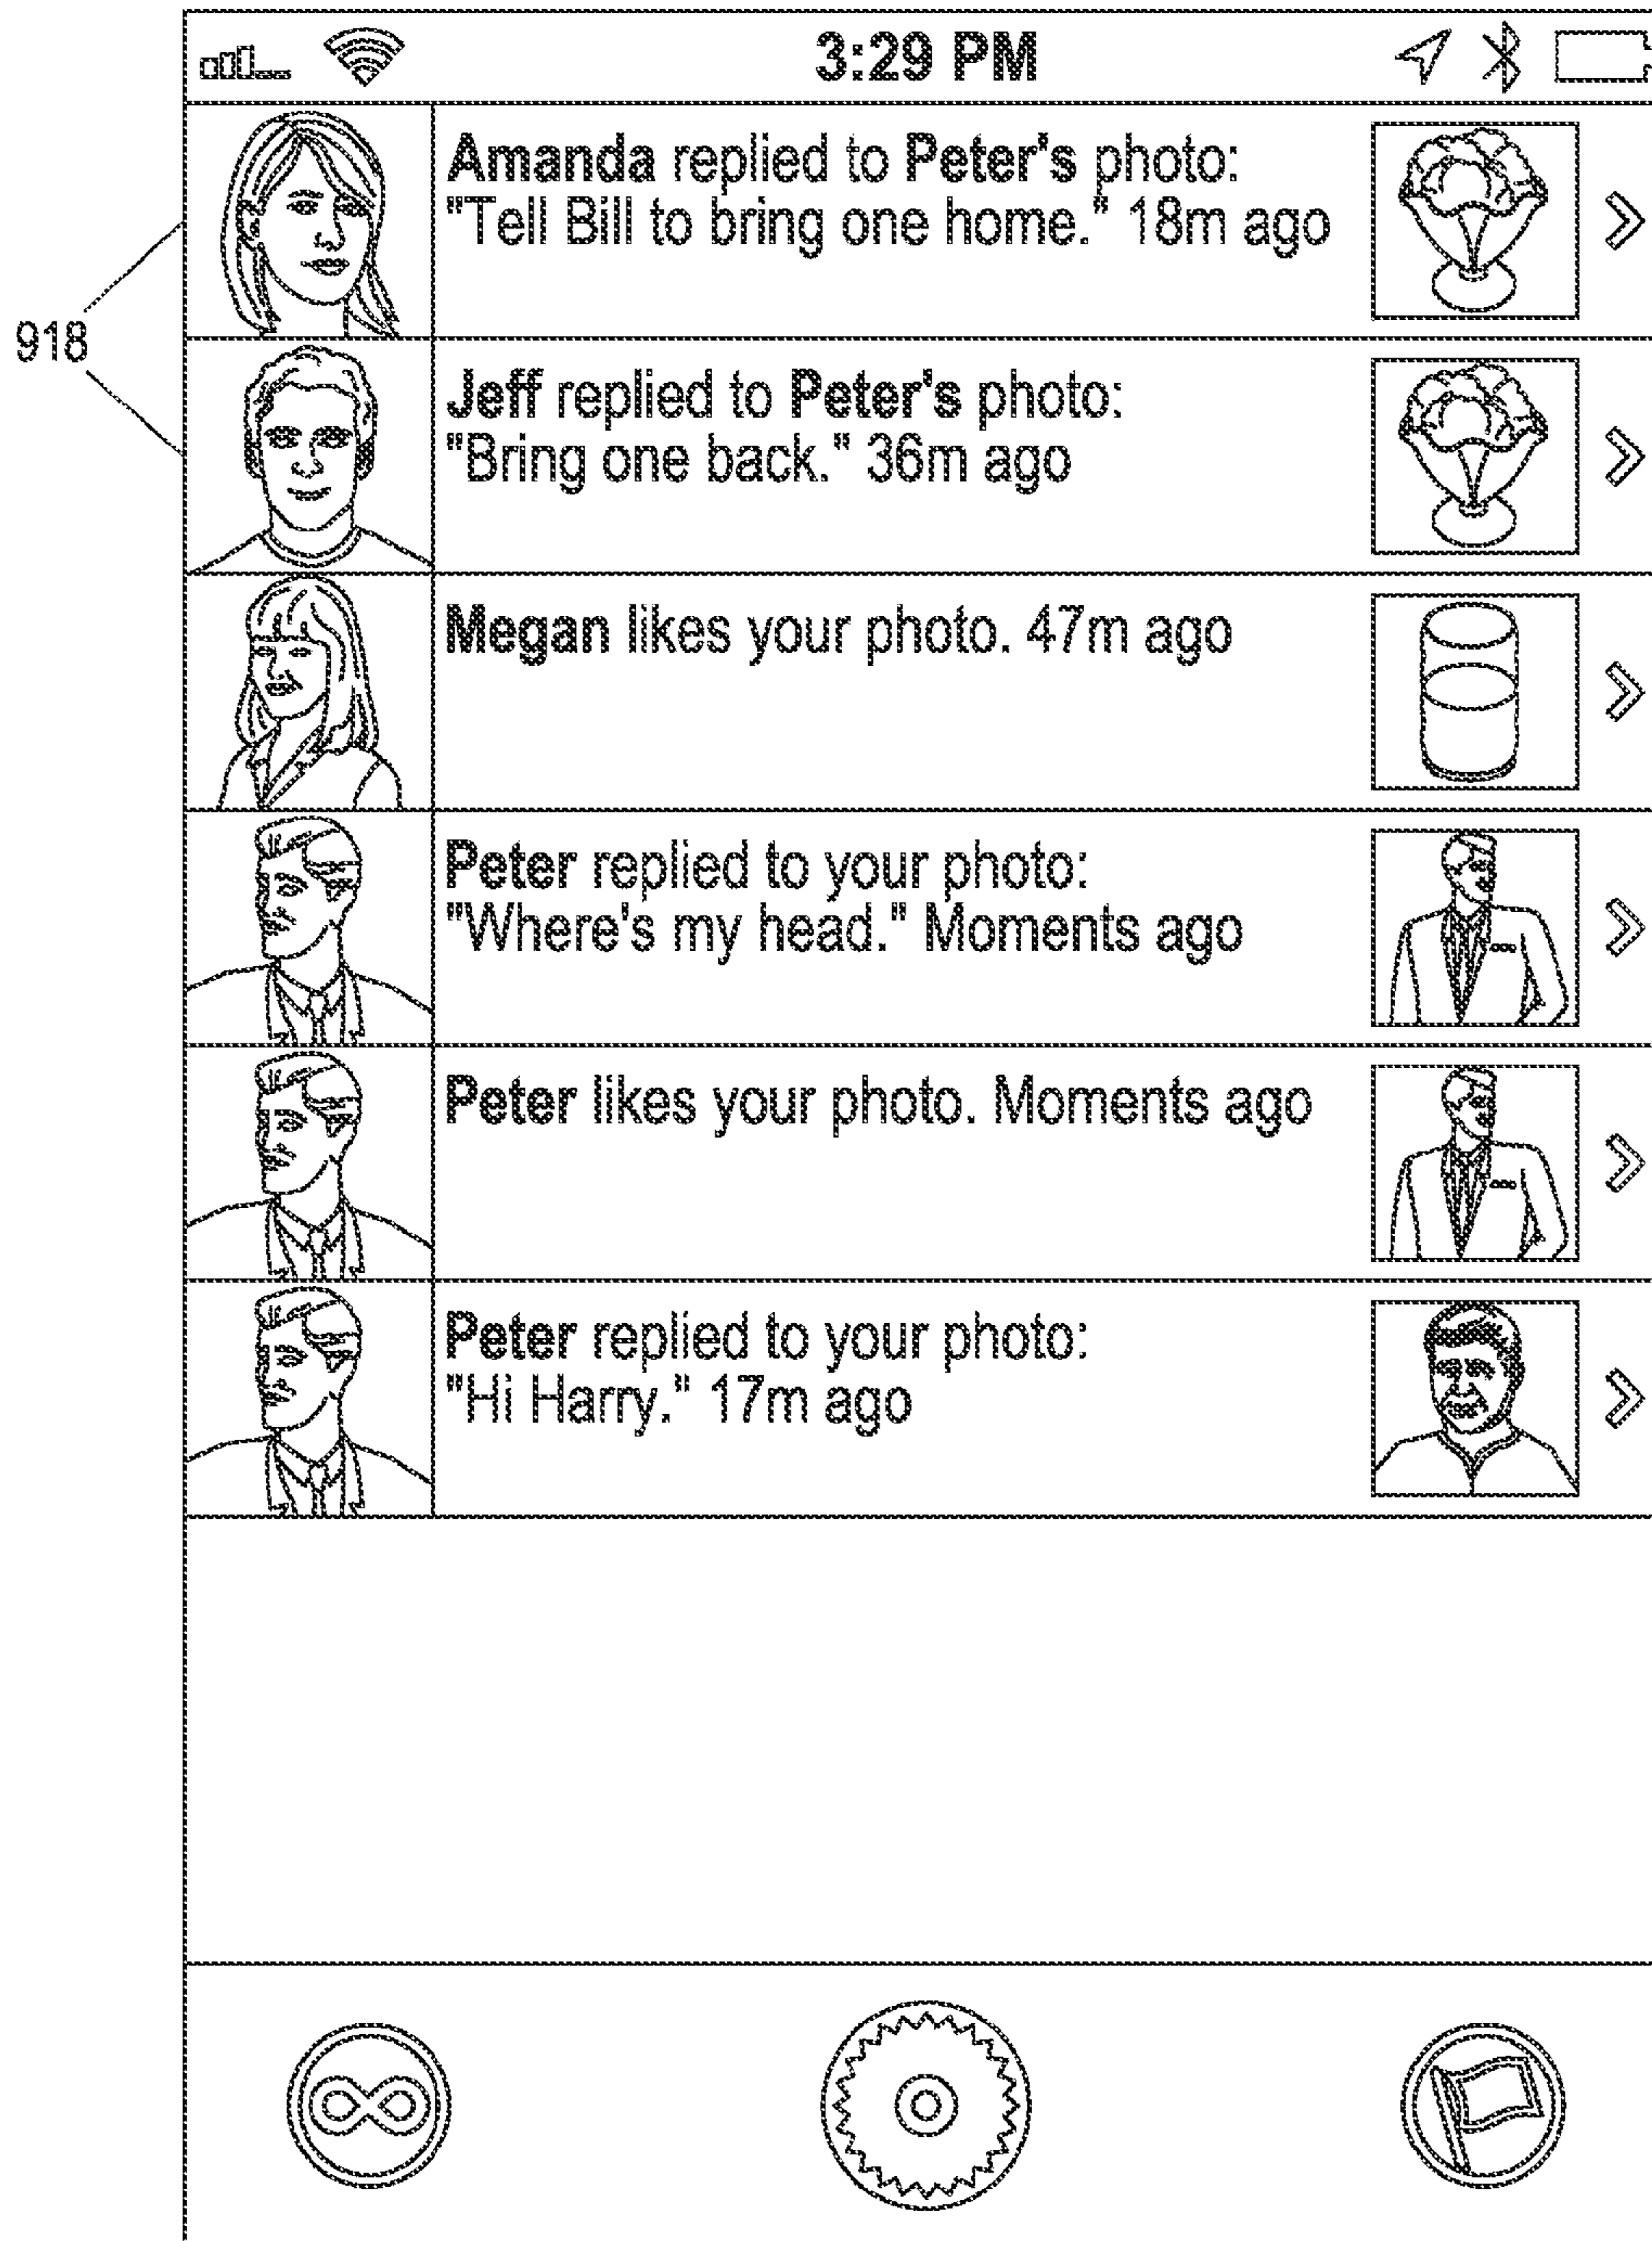 3:29 PM
Amanda replied to Peter's photo:
"Tell Bill to bring one home." 18m ago
918
Jeff replied to Peter's photo:
"Bring one back." 36m ago
Megan likes your photo. 47m ago
Peter replied to your photo:
"Where's my head." Moments ago
Peter likes your photo. Moments ago
Peter replied to your photo:
"Hi Harry." 17m ago